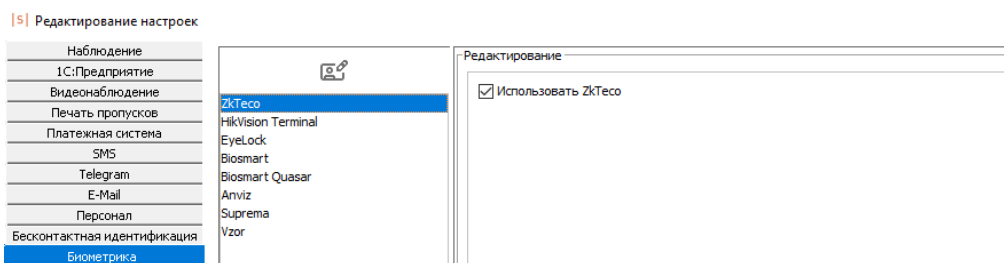 |S| Редактирование настроек
Наблюдение
1С:Предприятие
Видеонаблюдение
Печать пропусков
Платежная система
SMS
Telegram
E-Mail
Персонал
Бесконтактная идентификация
Биометрика
ZkTeco
HikVision Terminal
EyeLock
Biosmart
Biosmart Quasar
Anviz
Suprema
Vzor
Редактирование
Использовать ZkTeco